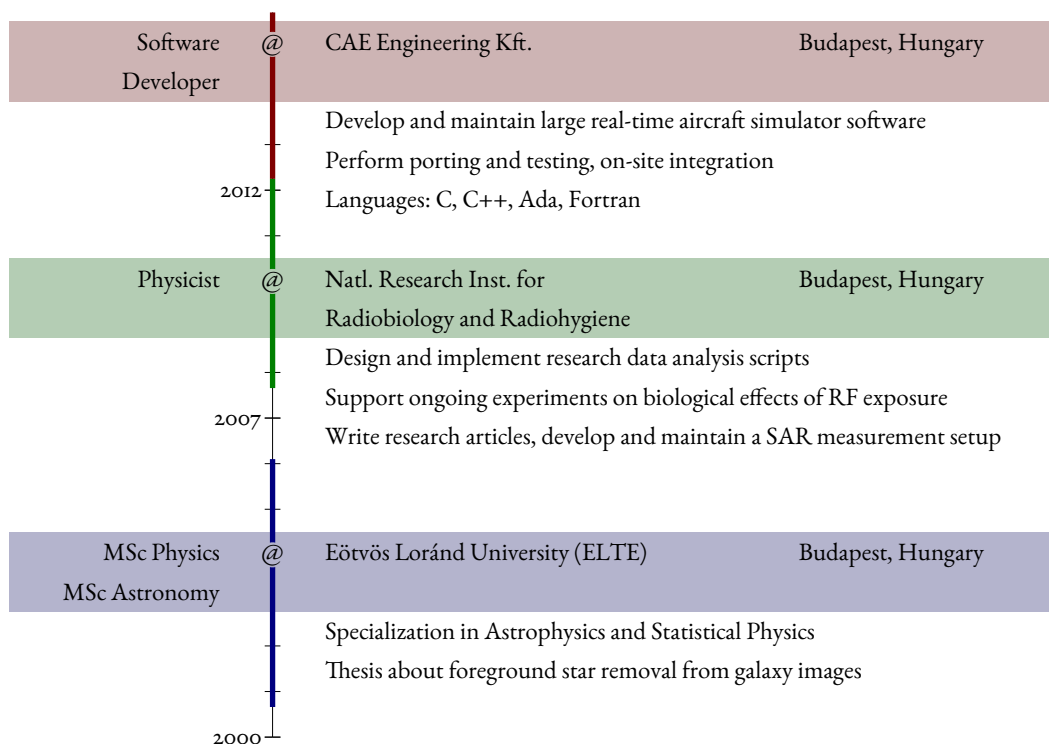 Software @ CAE Engineering Kft. Budapest, Hungary
Developer
Develop and maintain large real-time aircraft simulator software
Perform porting and testing, on-site integration
2012
Languages: C, C++, Ada, Fortran
Physicist @ Natl. Research Inst. for Budapest, Hungary
Radiobiology and Radiohygiene
Design and implement research data analysis scripts
Support ongoing experiments on biological effects of RF exposure
2007
Write research articles, develop and maintain a SAR measurement setup
MSc Physics @ Eötvös Loránd University (ELTE) Budapest, Hungary
MSc Astronomy
Specialization in Astrophysics and Statistical Physics
Thesis about foreground star removal from galaxy images
2000